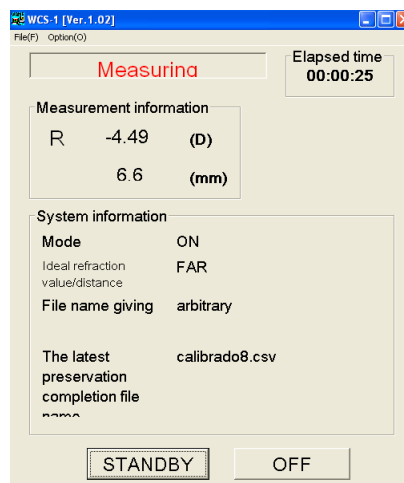 WCS-1 [Ver.1.02]
File(F) Option(O)
Measuring
Elapsed time
00:00:25
Measurement information
R -4.49 (D)
6.6 (mm)
System information
Mode ON
Ideal refraction FAR
value/distance
File name giving arbitrary
The latest calibrado8.csv
preservation
completion file
name
STANDBY OFF